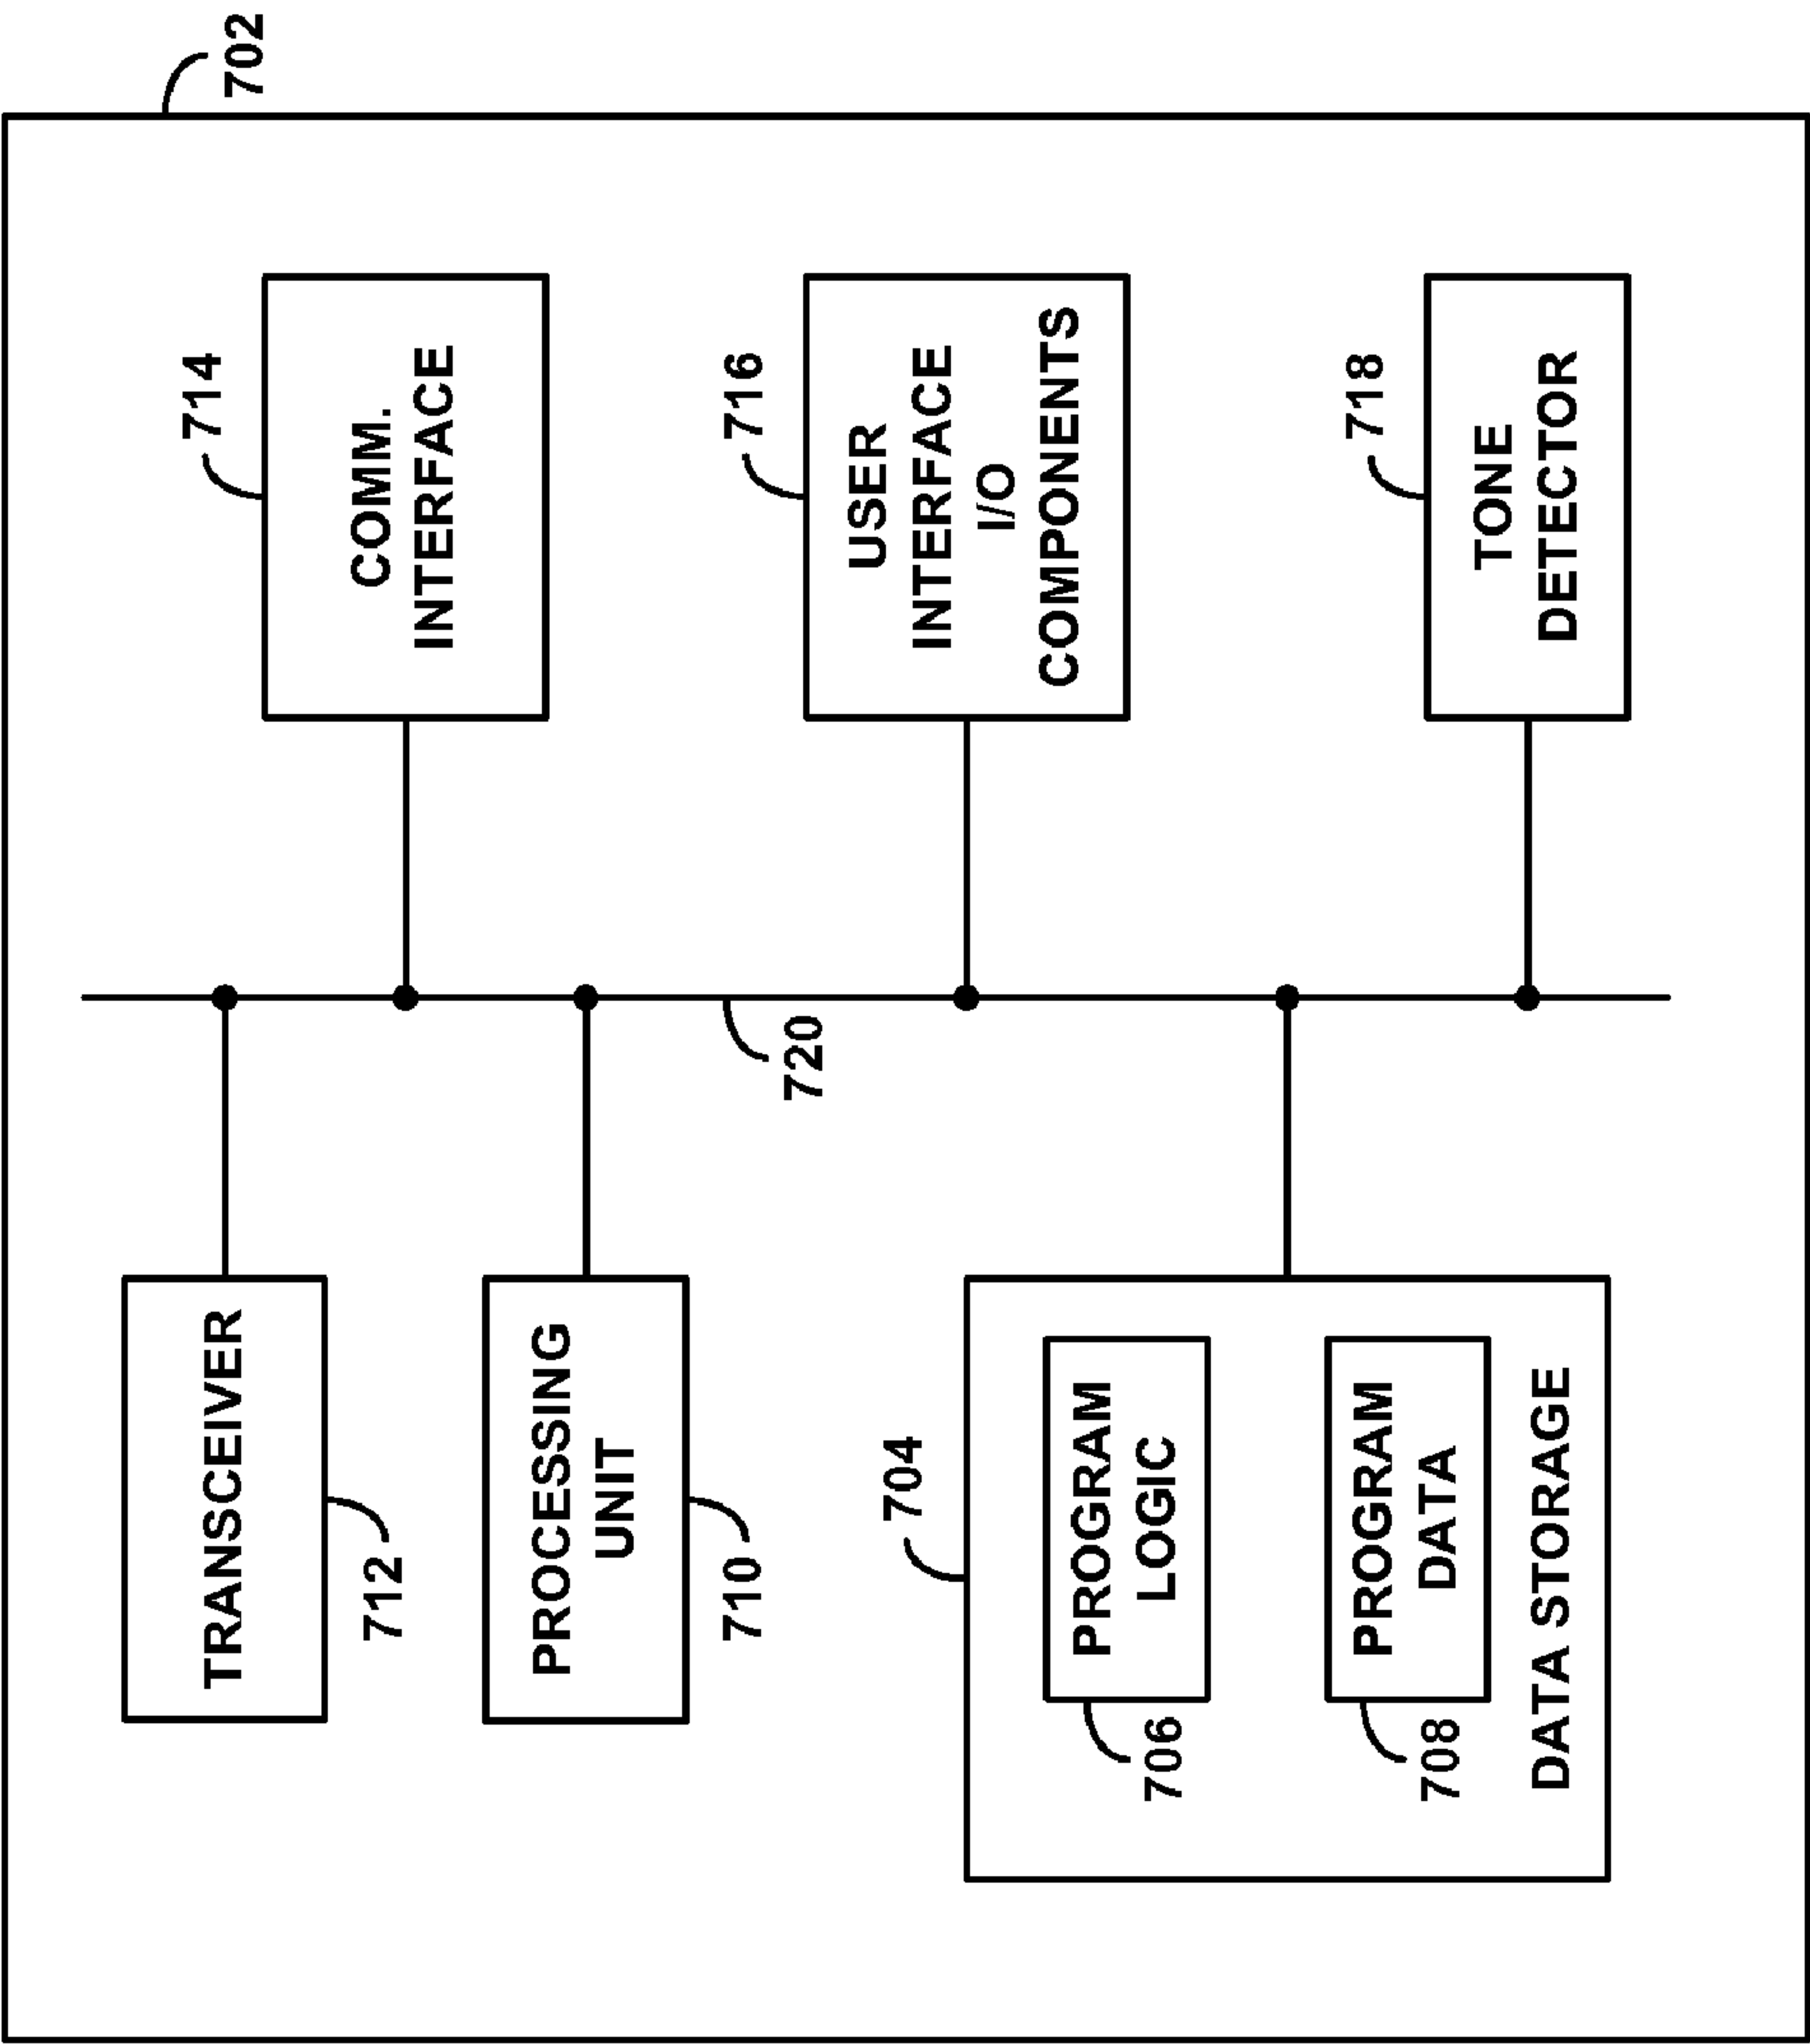 702
TRANSCEIVER
712
714
COMM.
INTERFACE
PROCESSING
UNIT
710
720
716
USER
INTERFACE
I/O
COMPONENTS
704
PROGRAM
LOGIC
706
PROGRAM
DATA
708
DATA STORAGE
718
TONE
DETECTOR